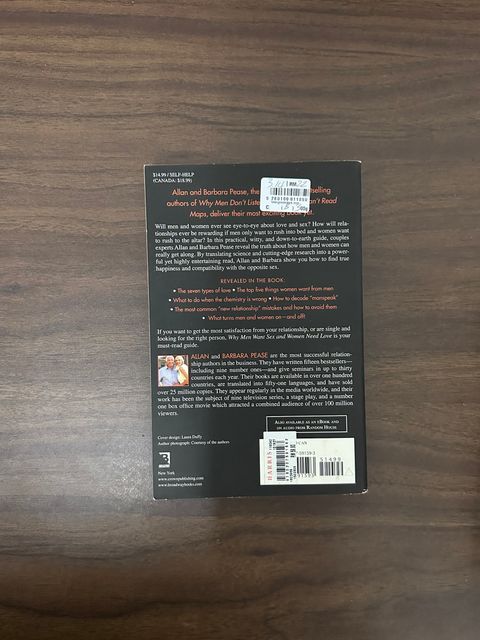 $14.99 / SELF-HELP
(CANADA: $18.99)
Allan and Barbara Pease, the selling
authors of Why Men Don't Liste n't Read
Maps, deliver their most exciting book yet.
Will men and women ever see eye-to-eye about love and sex? How will rela-
tionships ever be rewarding if men only want to rush into bed and women want
to rush to the altar? In this practical, witty, and down-to-earth guide, couples
experts Allan and Barbara Pease reveal the truth about how men and women can
really get along. By translating science and cutting-edge research into a power-
ful yet highly entertaining read, Allan and Barbara show you how to find true
happiness and compatibility with the opposite sex.
REVEALED IN THE BOOK:
• The seven types of love • The top five things women want from men
• What to do when the chemistry is wrong • How to decode "manspeak"
• The most common "new relationship" mistakes and how to avoid them
• What turns men and women on—and off!
If you want to get the most satisfaction from your relationship, or are single and
looking for the right person, Why Men Want Sex and Women Need Love is your
must-read guide.
ALLAN and BARBARA PEASE are the most successful relation-
ship authors in the business. They have written fifteen bestsellers—
including nine number ones—and give seminars in up to thirty
countries each year. Their books are available in over one hundred
countries, are translated into fifty-one languages, and have sold
over 25 million copies. They appear regularly in the media worldwide, and their
work has been the subject of nine television series, a stage play, and a number
one box office movie which attracted a combined audience of over 100 million
viewers.
ALSO AVAILABLE AS AN EBOOK AND
ON AUDIO FROM RANDOM HOUSE
Cover design: Laura Duffy
Author photograph: Courtesy of the authors
New York
www.crownpublishing.com
www.broadwaybooks.com
HARRIS
51499